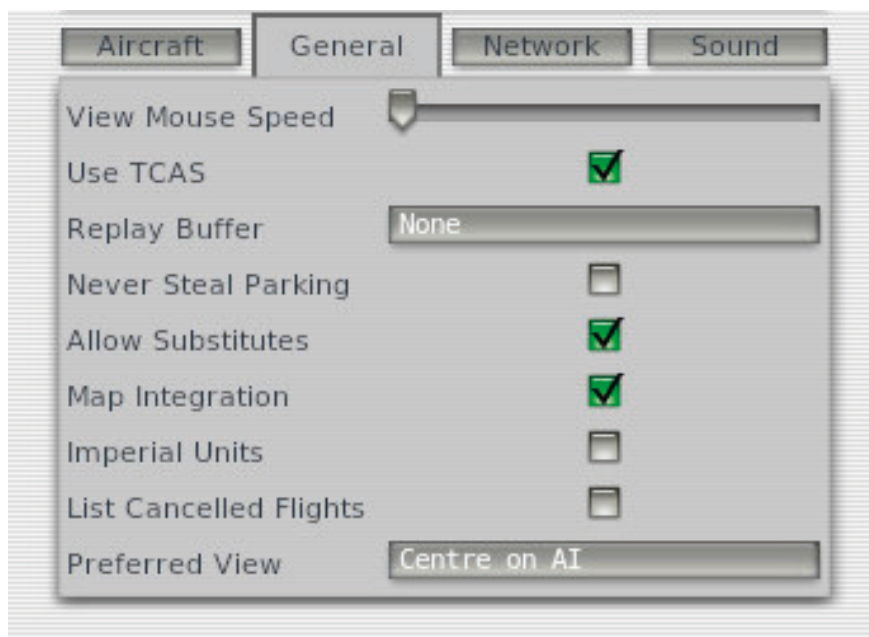 Aircraft General Network Sound
View Mouse Speed
Use TCAS
Replay Buffer None
Never Steal Parking
Allow Substitutes
Map Integration
Imperial Units
List Cancelled Flights
Preferred View Centre on AI